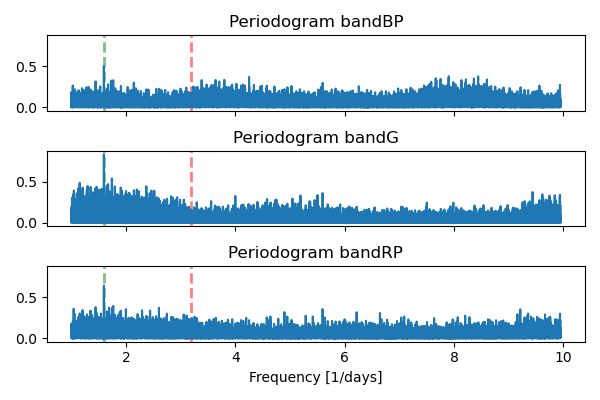 Periodogram bandBP
0.5
0.0
Periodogram bandG
0.5
0.0
Periodogram bandRP
0.5
0.0
2 4 6 8 10
Frequency [1/days]